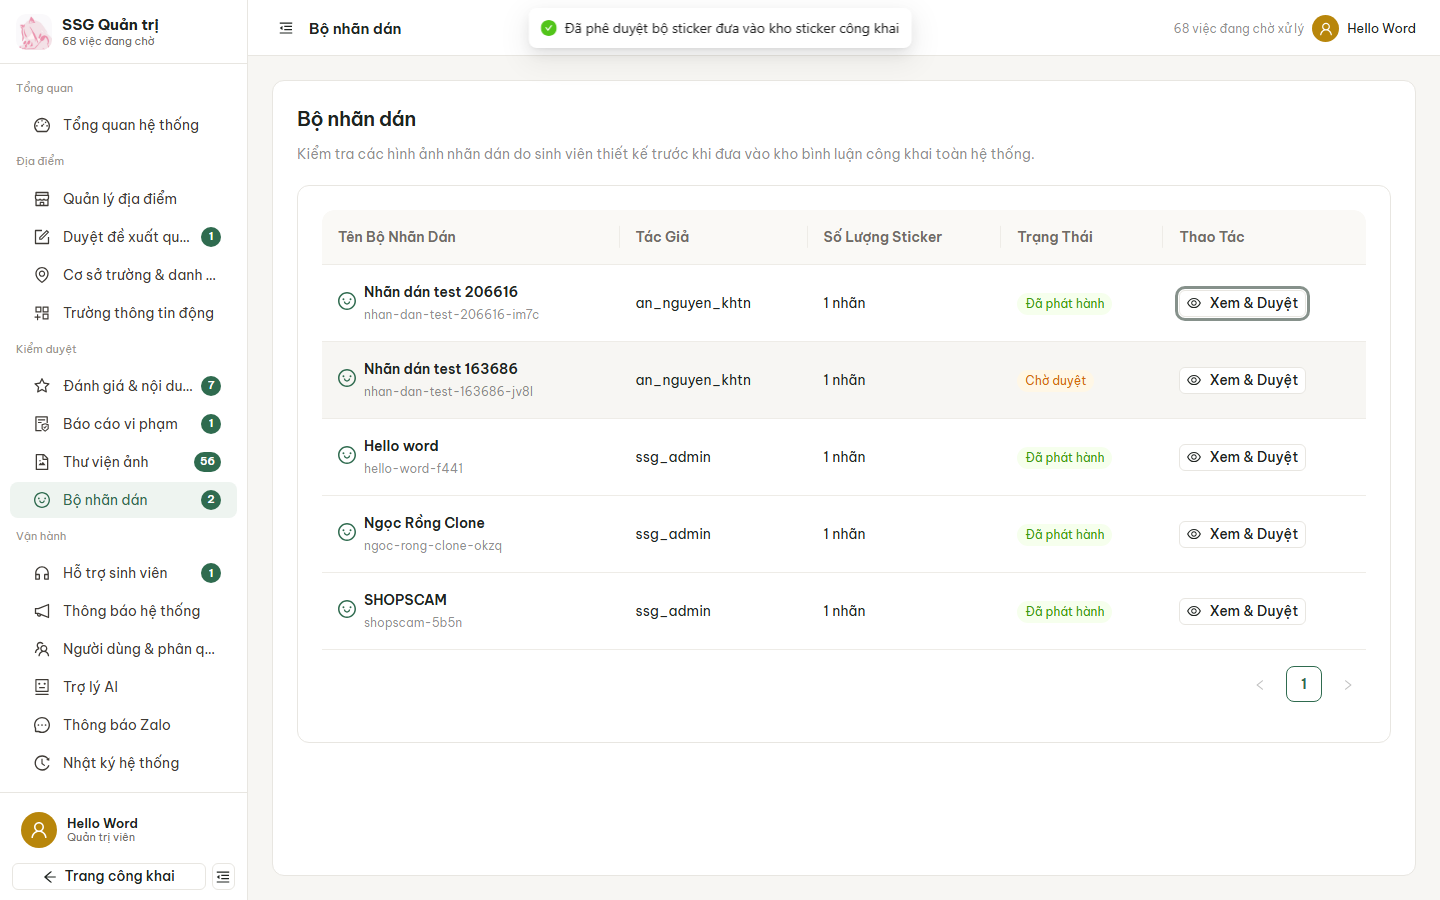 SSG Quản trị
68 việc đang chờ
Tổng quan
Tổng quan hệ thống
Địa điểm
Quản lý địa điểm
Duyệt đề xuất qu...
1
Cơ sở trường & danh ...
Trường thông tin động
Kiểm duyệt
Đánh giá & nội du...
7
Báo cáo vi phạm
1
Thư viện ảnh
56
Bộ nhãn dán
2
Vận hành
Hỗ trợ sinh viên
1
Thông báo hệ thống
Người dùng & phân q...
Trợ lý AI
Thông báo Zalo
Nhật ký hệ thống
Hello Word
Quản trị viên
Trang công khai
Bộ nhãn dán
Đã phê duyệt bộ sticker đưa vào kho sticker công khai
68 việc đang chờ xử lý
Hello Word
Bộ nhãn dán
Kiểm tra các hình ảnh nhãn dán do sinh viên thiết kế trước khi đưa vào kho bình luận công khai toàn hệ thống.
Tên Bộ Nhãn Dán Tác Giả Số Lượng Sticker Trạng Thái Thao Tác
Nhãn dán test 206616
nhan-dan-test-206616-im7c
an_nguyen_khtn 1 nhãn Đã phát hành Xem & Duyệt
Nhãn dán test 163686
nhan-dan-test-163686-jv8l
an_nguyen_khtn 1 nhãn Chờ duyệt Xem & Duyệt
Hello word
hello-word-f441
ssg_admin 1 nhãn Đã phát hành Xem & Duyệt
Ngọc Rồng Clone
ngoc-rong-clone-okzq
ssg_admin 1 nhãn Đã phát hành Xem & Duyệt
SHOPSCAM
shopscam-5b5n
ssg_admin 1 nhãn Đã phát hành Xem & Duyệt
1